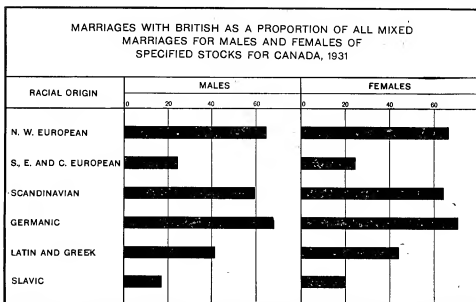 MARRIAGES WITH BRITISH AS A PROPORTION OF ALL MIXED
MARRIAGES FOR MALES AND FEMALES OF
SPECIFIED STOCKS FOR CANADA, 1931
RACIAL ORIGIN MALES FEMALES
0 20 40 60 0 20 40 60
N. W. EUROPEAN
S., E. AND C. EUROPEAN
SCANDINAVIAN
GERMANIC
LATIN AND GREEK
SLAVIC